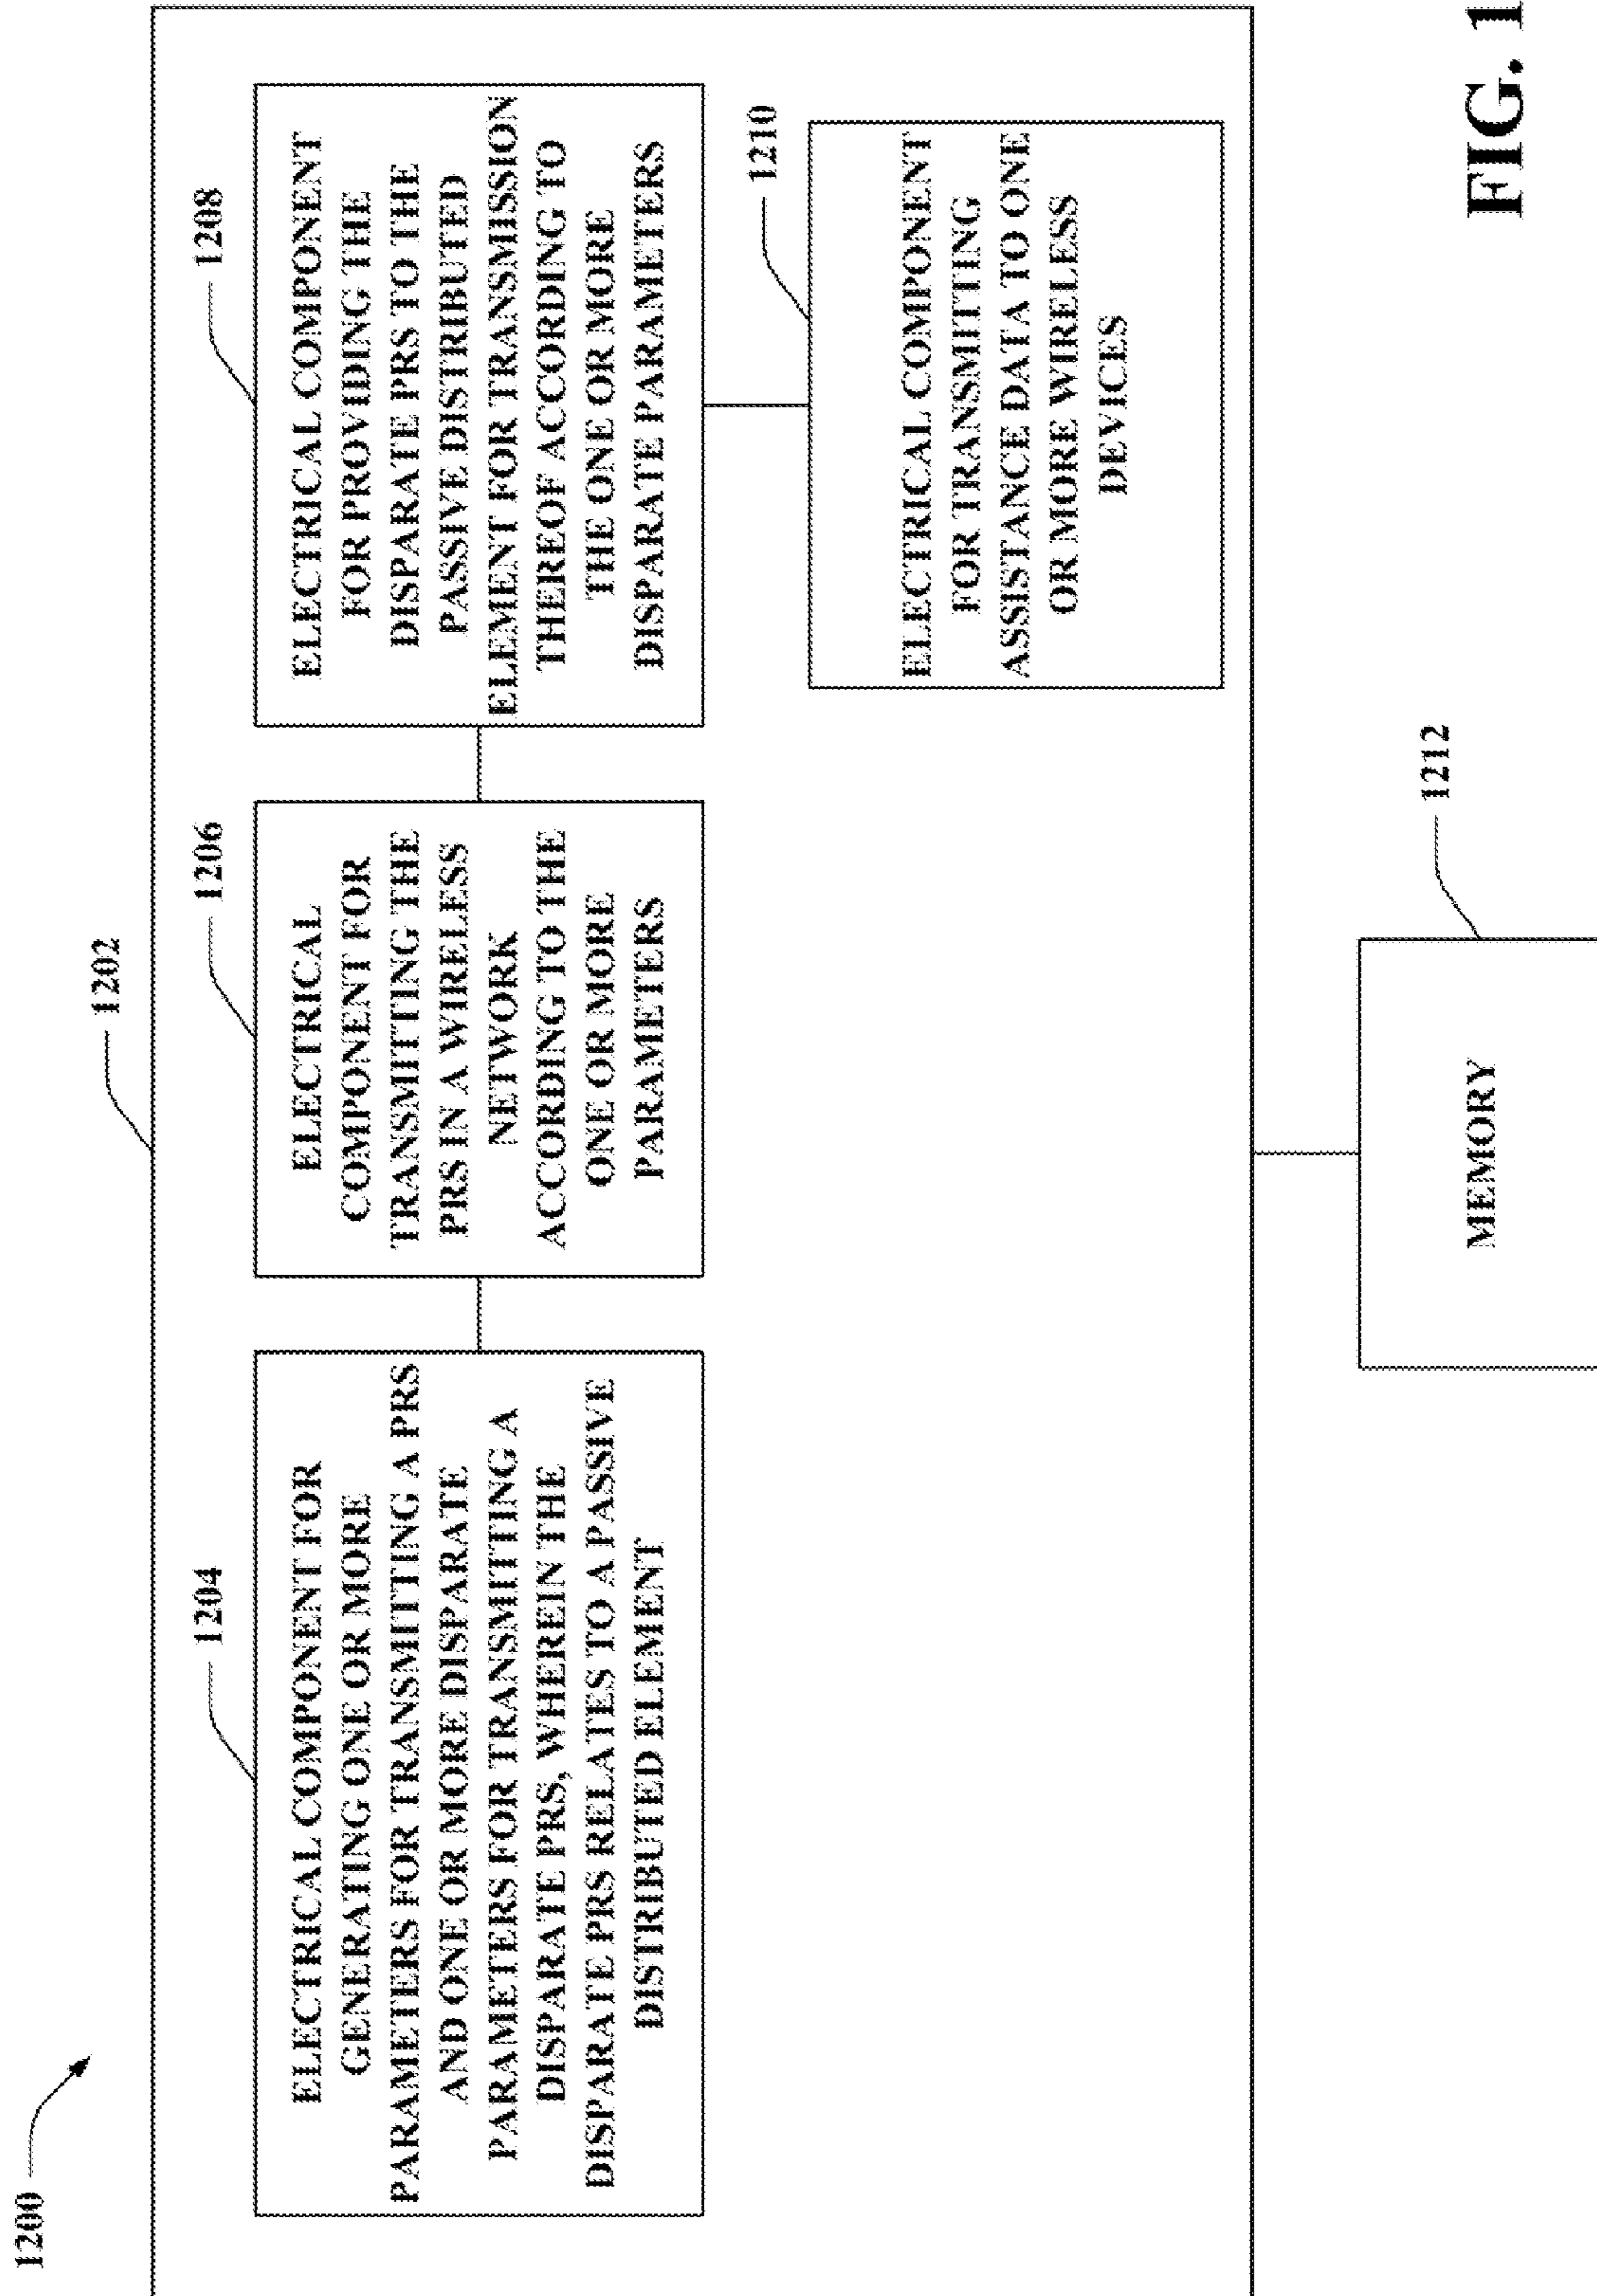 1200
1202
1204
ELECTRICAL COMPONENT FOR
GENERATING ONE OR MORE
PARAMETERS FOR TRANSMITTING A PRS
AND ONE OR MORE DISPARATE
PARAMETERS FOR TRANSMITTING A
DISPARATE PRS, WHEREIN THE
DISPARATE PRS RELATES TO A PASSIVE
DISTRIBUTED ELEMENT
1206
ELECTRICAL
COMPONENT FOR
TRANSMITTING THE
PRS IN A WIRELESS
NETWORK
ACCORDING TO THE
ONE OR MORE
PARAMETERS
1208
ELECTRICAL COMPONENT
FOR PROVIDING THE
DISPARATE PRS TO THE
PASSIVE DISTRIBUTED
ELEMENT FOR TRANSMISSION
THEREOF ACCORDING TO
THE ONE OR MORE
DISPARATE PARAMETERS
1210
ELECTRICAL COMPONENT
FOR TRANSMITTING
ASSISTANCE DATA TO ONE
OR MORE WIRELESS
DEVICES
1212
MEMORY
FIG. 1